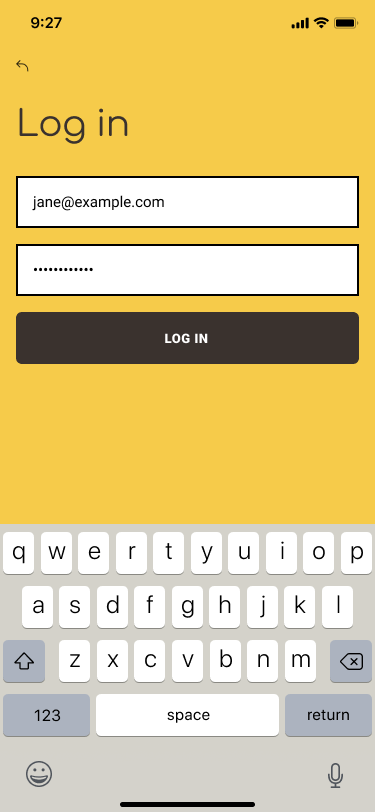 9:27
Log in
jane@example.com
••••••••••••
LOG IN
q w e r t y u i o p
a s d f g h j k l
z x c v b n m
123 space return